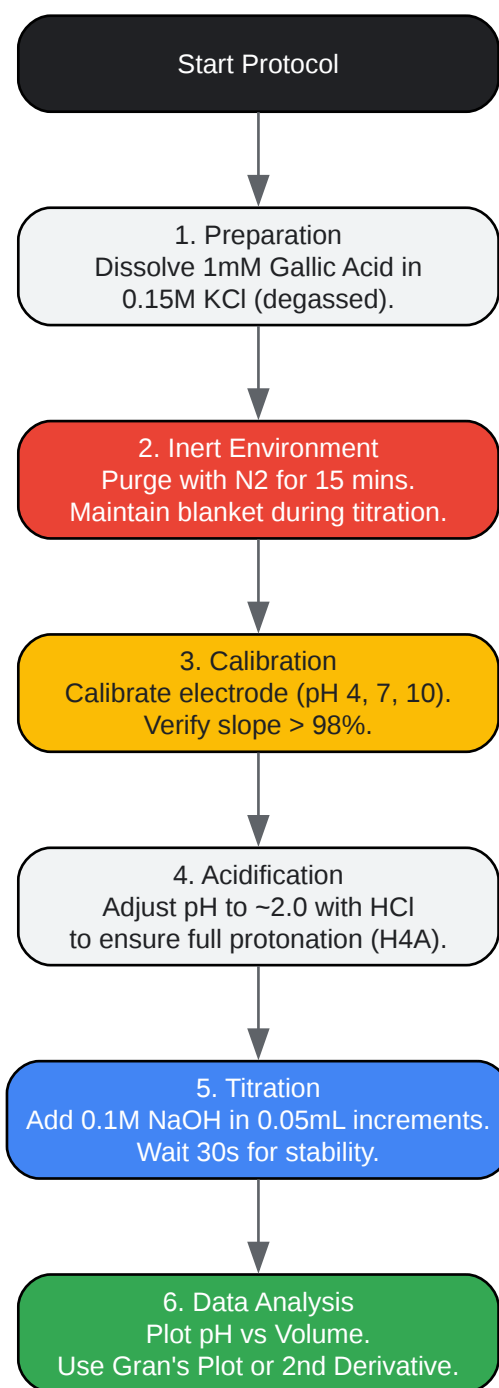 Start Protocol
1. Preparation
Dissolve 1mM Gallic Acid in
0.15M KCl (degassed).
2. Inert Environment
Purge with N2 for 15 mins.
Maintain blanket during titration.
3. Calibration
Calibrate electrode (pH 4, 7, 10).
Verify slope > 98%.
4. Acidification
Adjust pH to ~2.0 with HCl
to ensure full protonation (H4A).
5. Titration
Add 0.1M NaOH in 0.05mL increments.
Wait 30s for stability.
6. Data Analysis
Plot pH vs Volume.
Use Gran's Plot or 2nd Derivative.